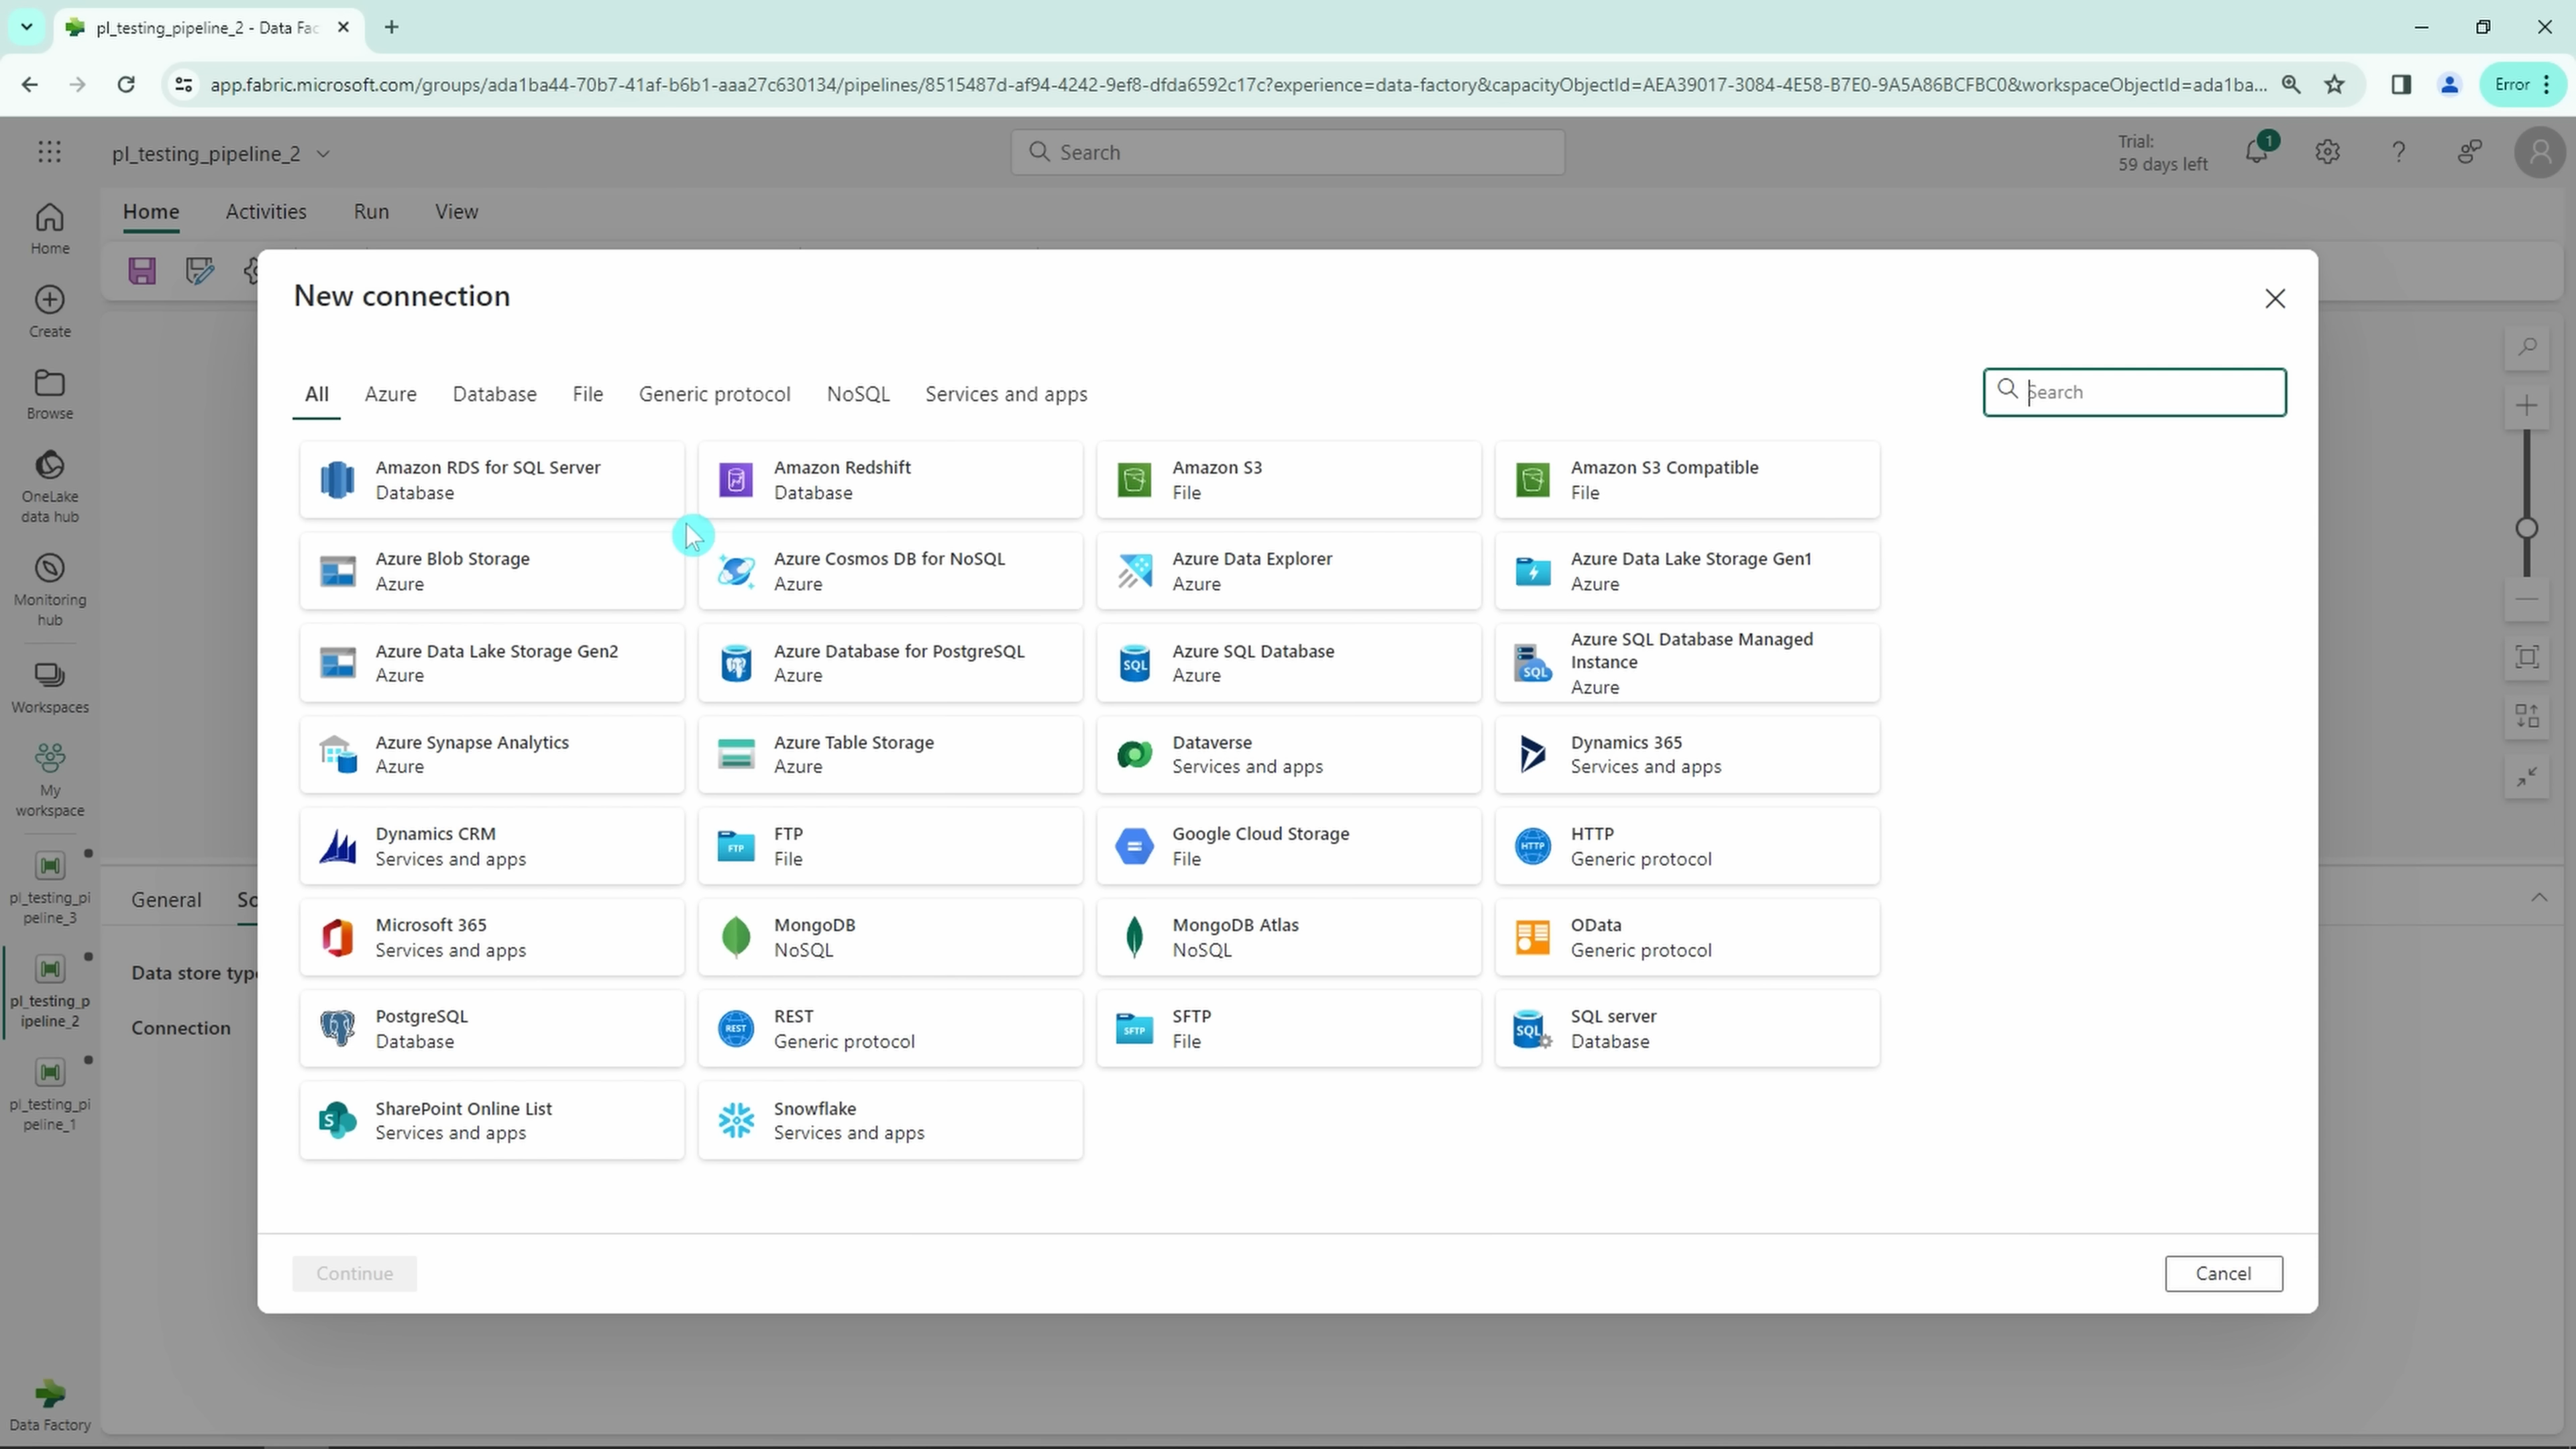 pl_testing_pipeline_2 - Data Fac
app.fabric.microsoft.com/groups/ada1ba44-70b7-41af-b6b1-aaa27c630134/pipelines/8515487d-af94-4242-9ef8-dfda6592c17c?experience=data-factory&capacityObjectId=AEA39017-3084-4E58-B7E0-9A5A86BCFBC0&workspaceObjectId=ada1ba...
Error
pl_testing_pipeline_2
Search
Trial:
59 days left
1
Home
Activities
Run
View
Home
Create
Browse
OneLake
data hub
Monitoring
hub
Workspaces
My
workspace
pl_testing_pi
peline_3
pl_testing_p
ipeline_2
pl_testing_pi
peline_1
Data Factory
New connection
All
Azure
Database
File
Generic protocol
NoSQL
Services and apps
Search
Amazon RDS for SQL Server
Database
Amazon Redshift
Database
Amazon S3
File
Amazon S3 Compatible
File
Azure Blob Storage
Azure
Azure Cosmos DB for NoSQL
Azure
Azure Data Explorer
Azure
Azure Data Lake Storage Gen1
Azure
Azure Data Lake Storage Gen2
Azure
Azure Database for PostgreSQL
Azure
SQL
Azure SQL Database
Azure
SQL
Azure SQL Database Managed
Instance
Azure
Azure Synapse Analytics
Azure
Azure Table Storage
Azure
Dataverse
Services and apps
Dynamics 365
Services and apps
Dynamics CRM
Services and apps
FTP
FTP
File
Google Cloud Storage
File
HTTP
HTTP
Generic protocol
Microsoft 365
Services and apps
MongoDB
NoSQL
MongoDB Atlas
NoSQL
OData
Generic protocol
PostgreSQL
Database
REST
REST
Generic protocol
SFTP
SFTP
File
SQL
SQL server
Database
S
SharePoint Online List
Services and apps
Snowflake
Services and apps
Continue
Cancel
General
So
Data store type
Connection